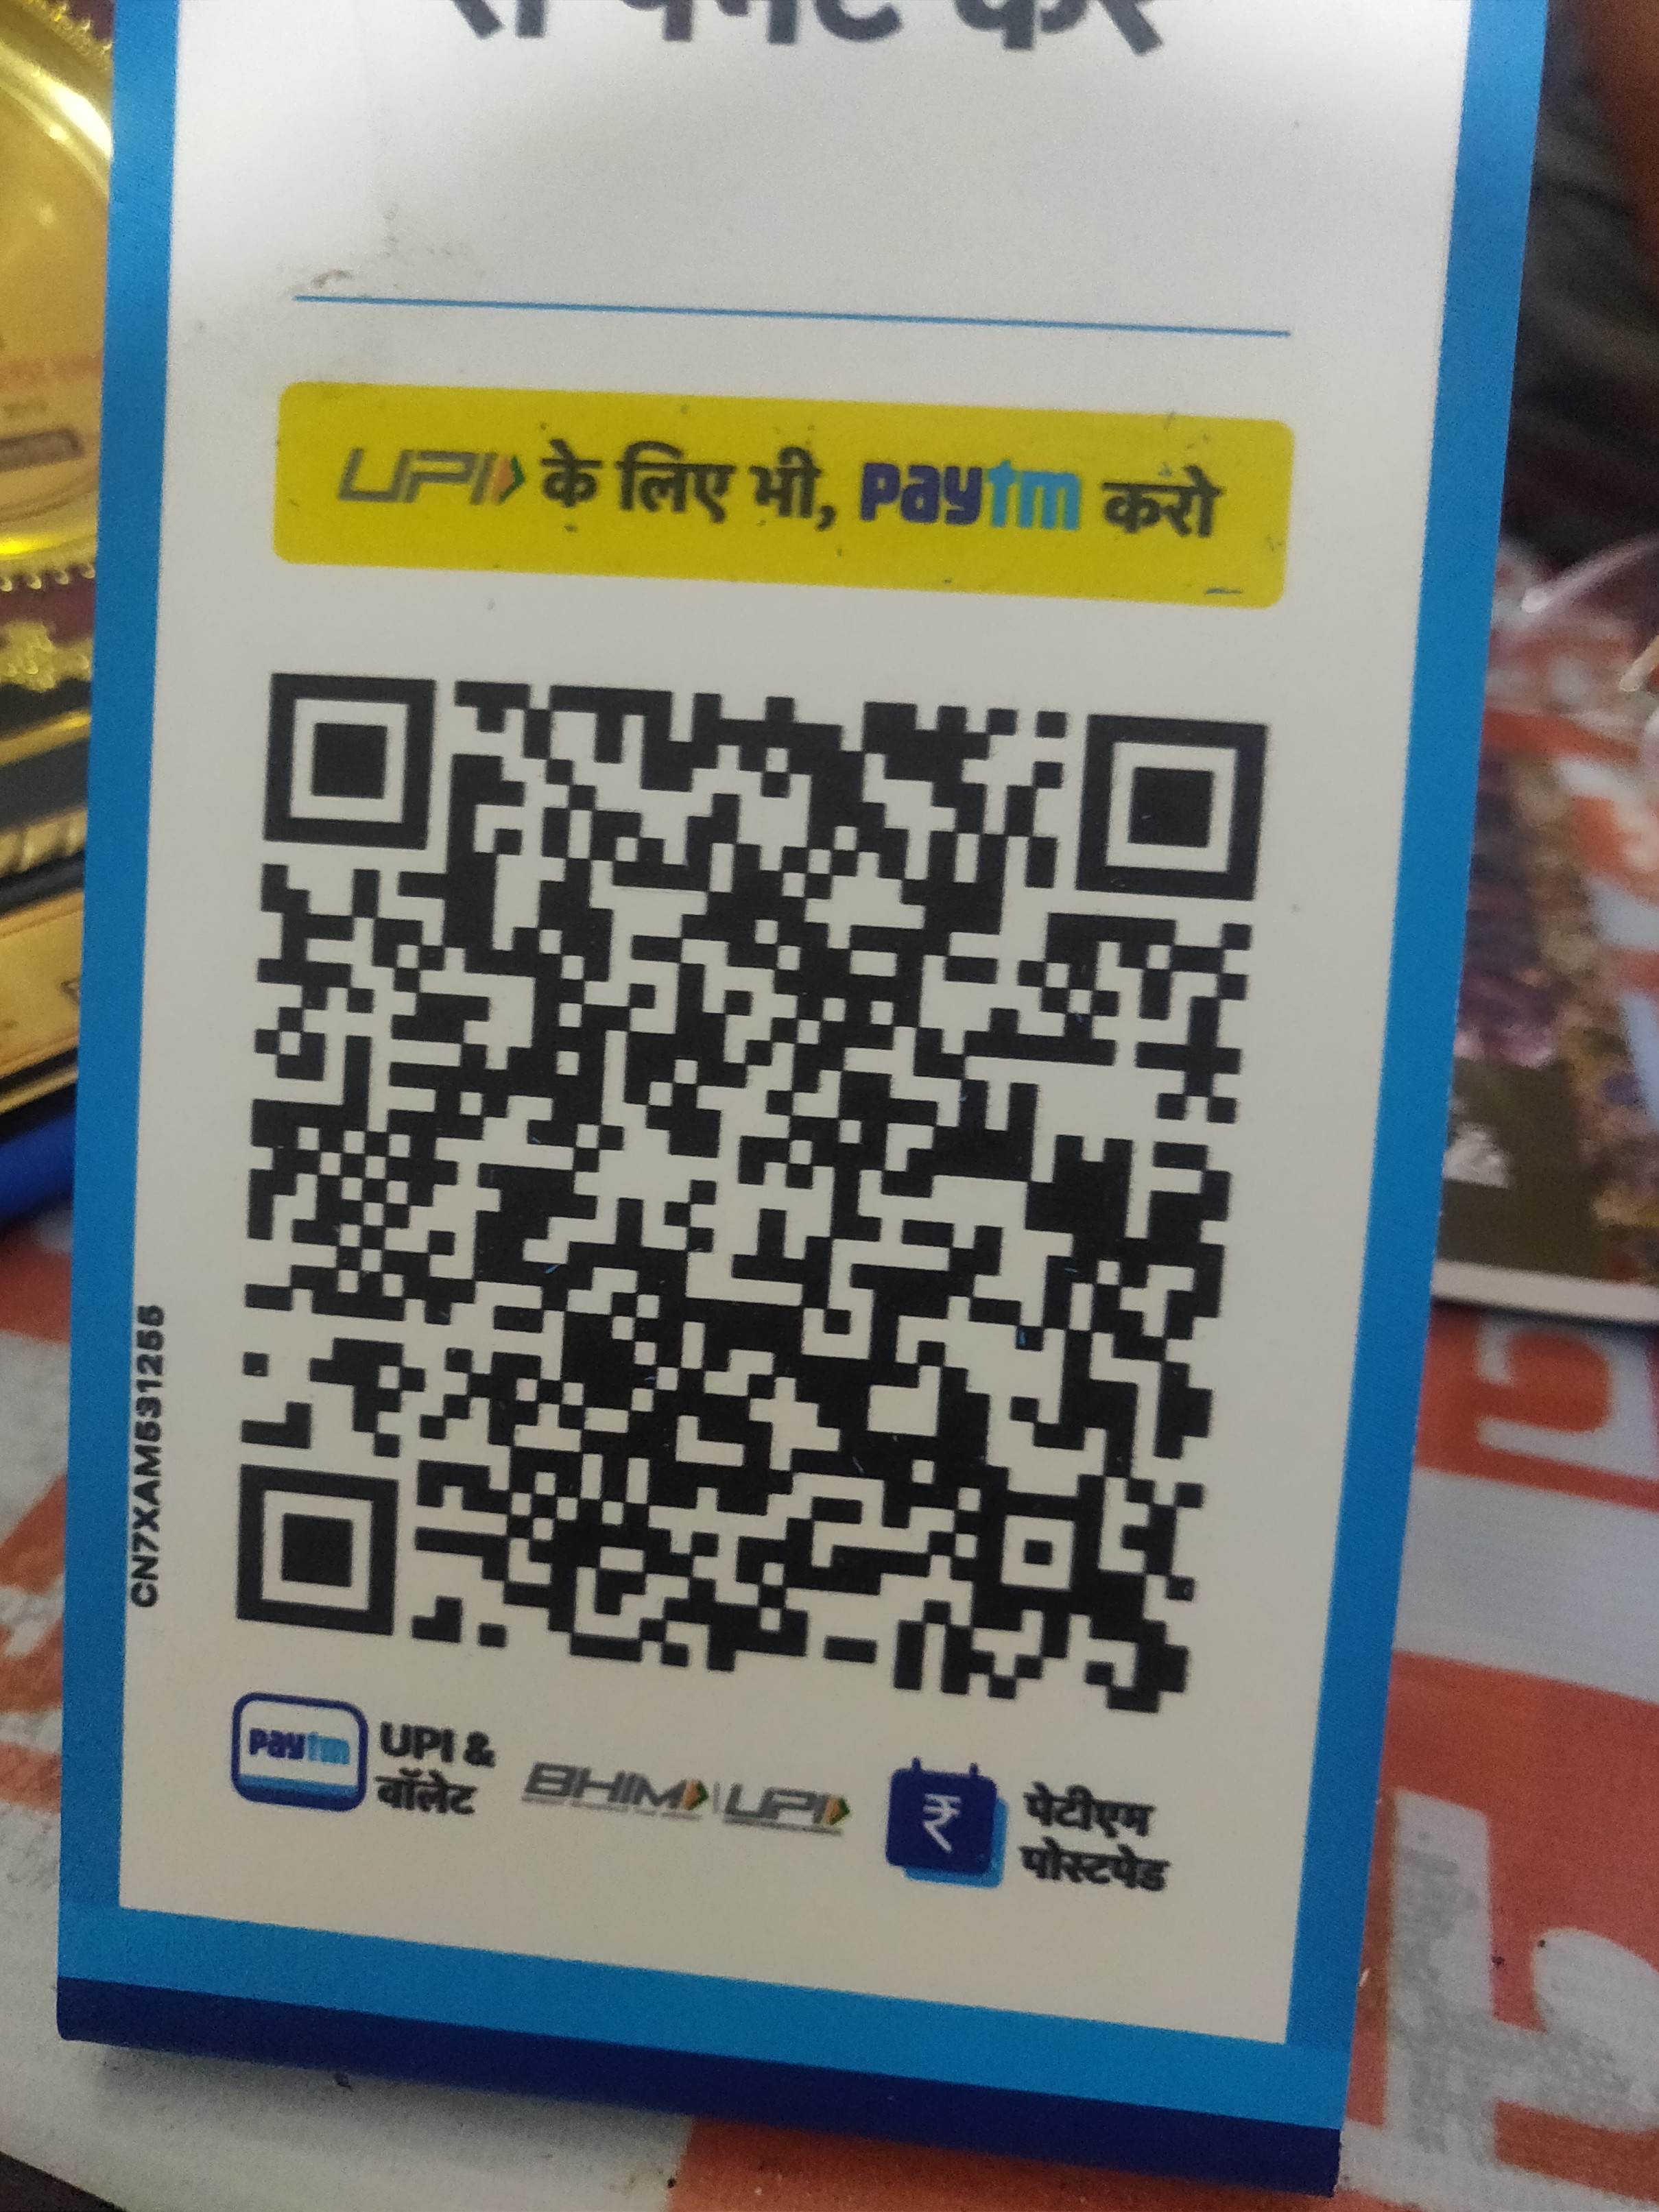 UPI के लिए भी, paytm करो
CN7XAM531255
paytm UPI &
वॉलेट
BHIM UPI
₹ पेटीएम
पोस्टपेड